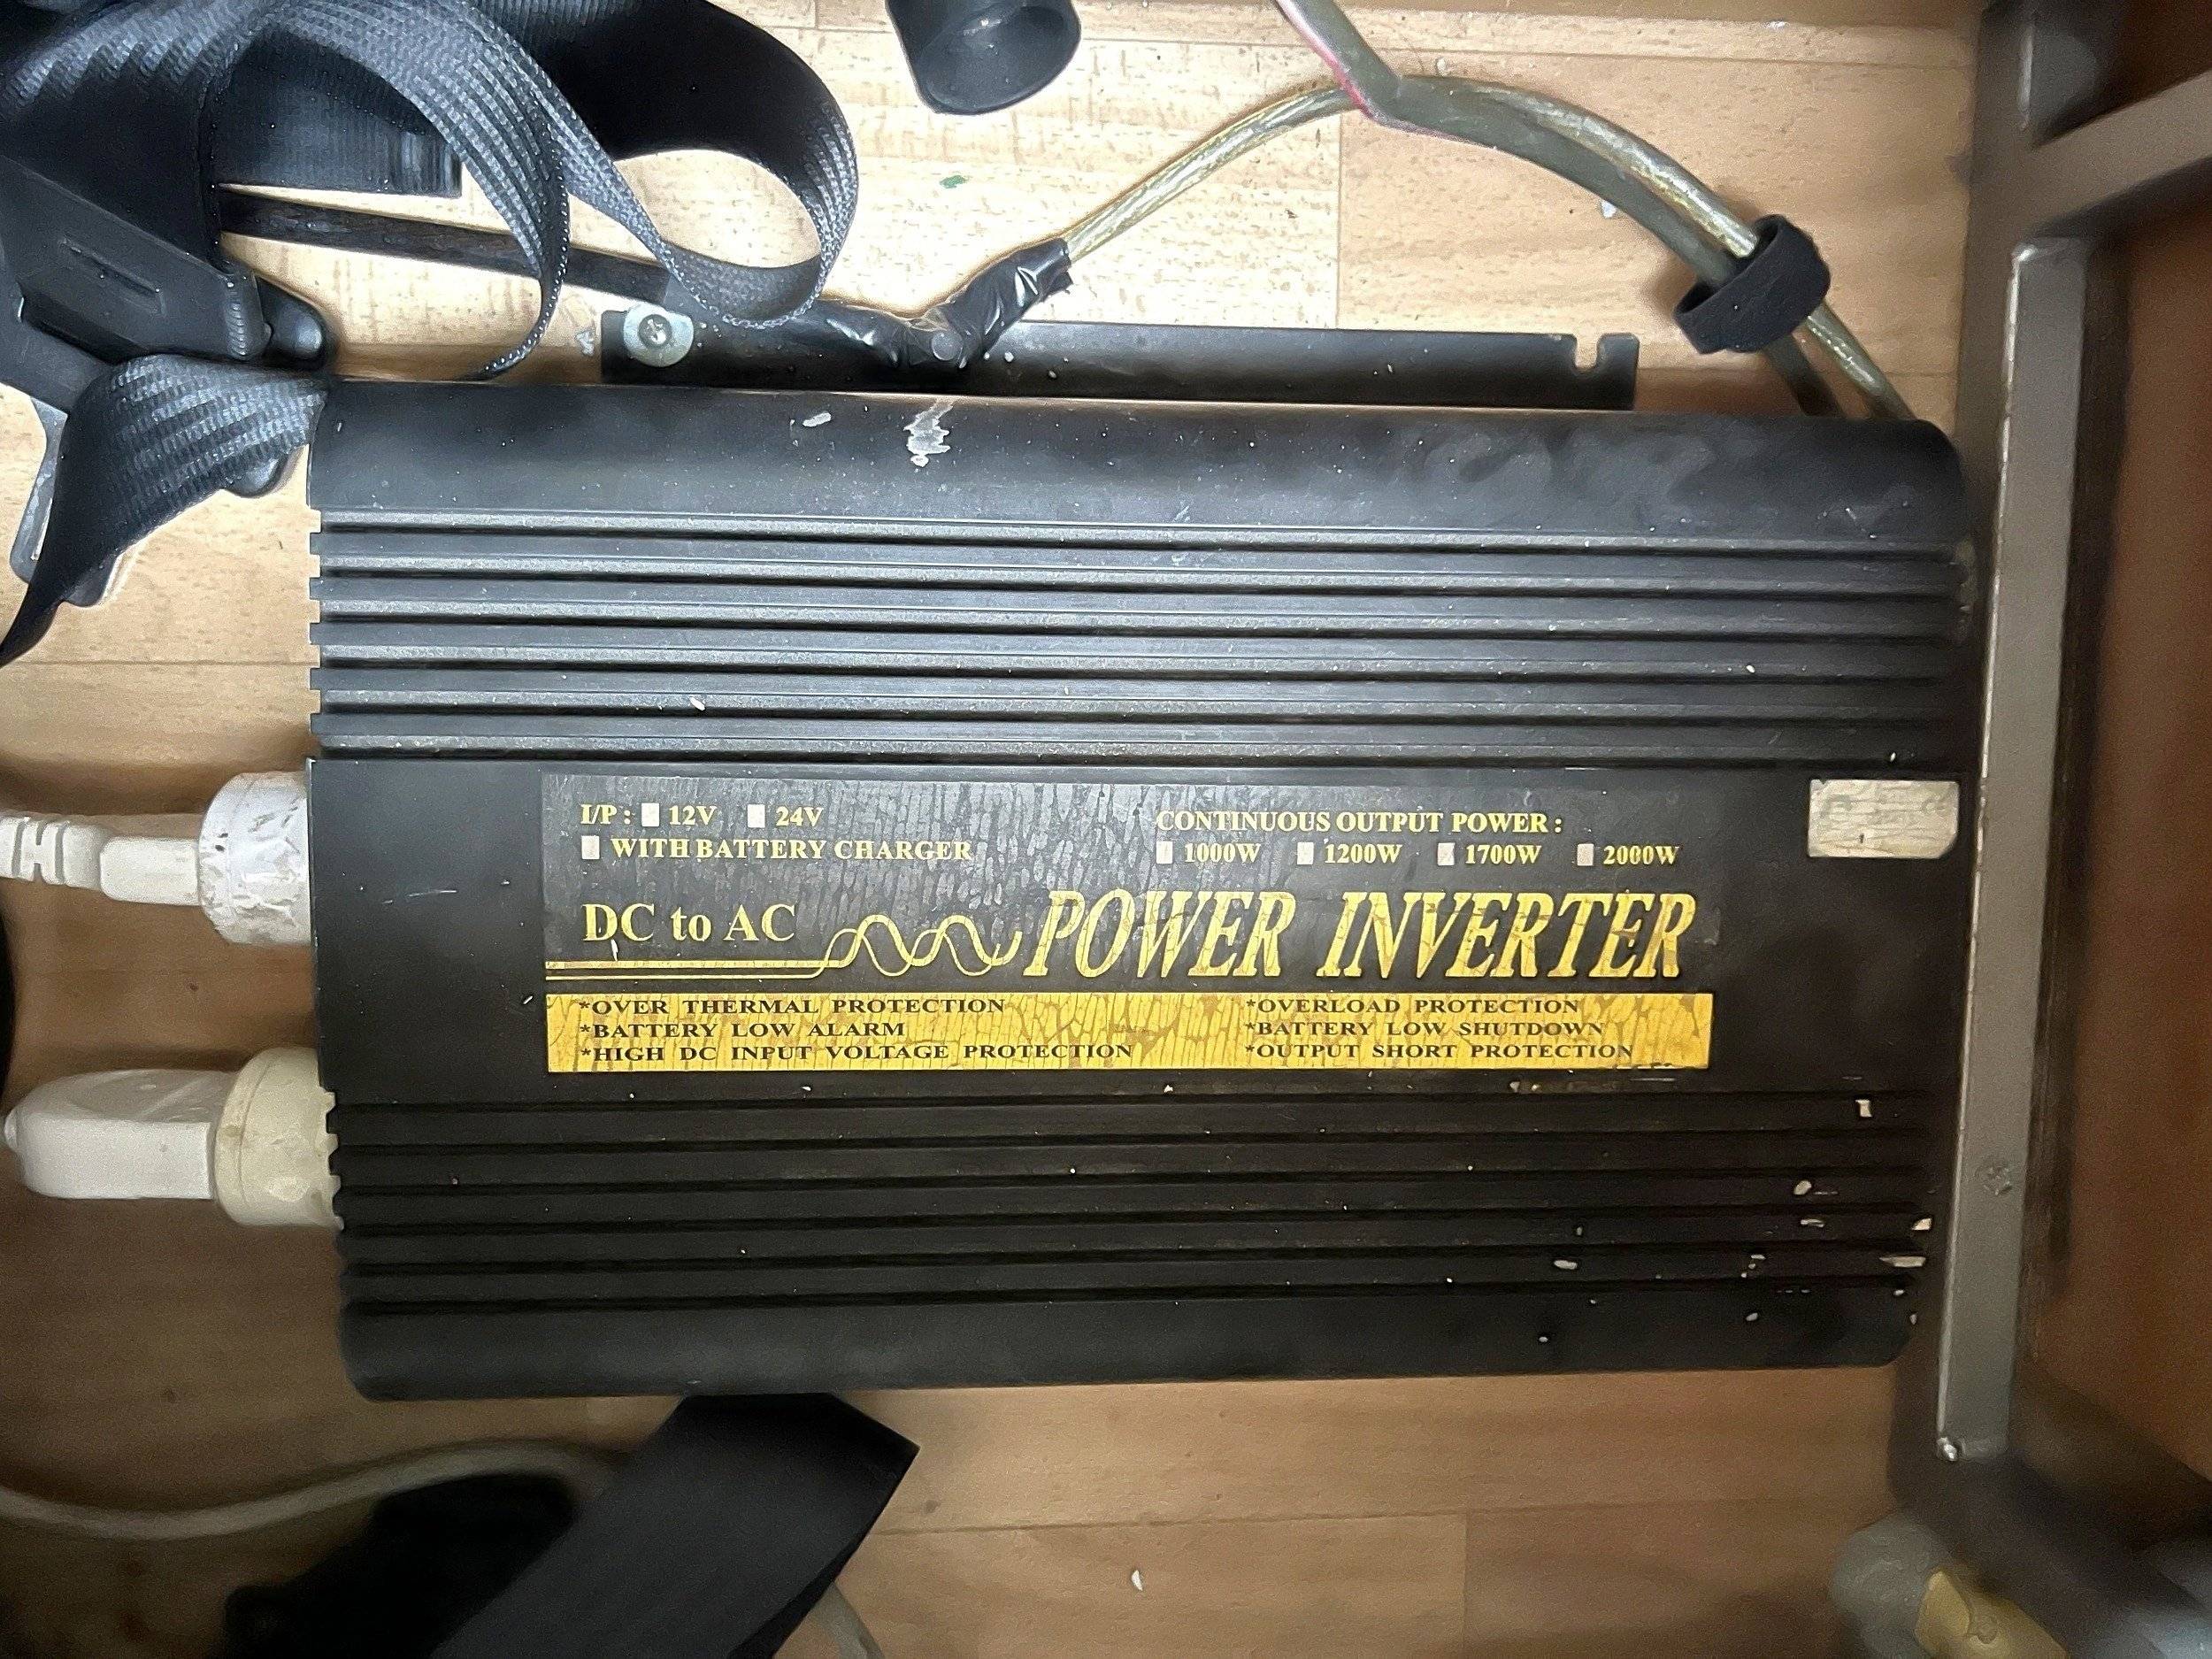 I/P : 12V 24V
WITH BATTERY CHARGER
CONTINUOUS OUTPUT POWER :
1000W 1200W 1700W 2000W
DC to AC POWER INVERTER
*OVER THERMAL PROTECTION
*BATTERY LOW ALARM
*HIGH DC INPUT VOLTAGE PROTECTION
*OVERLOAD PROTECTION
*BATTERY LOW SHUTDOWN
*OUTPUT SHORT PROTECTION